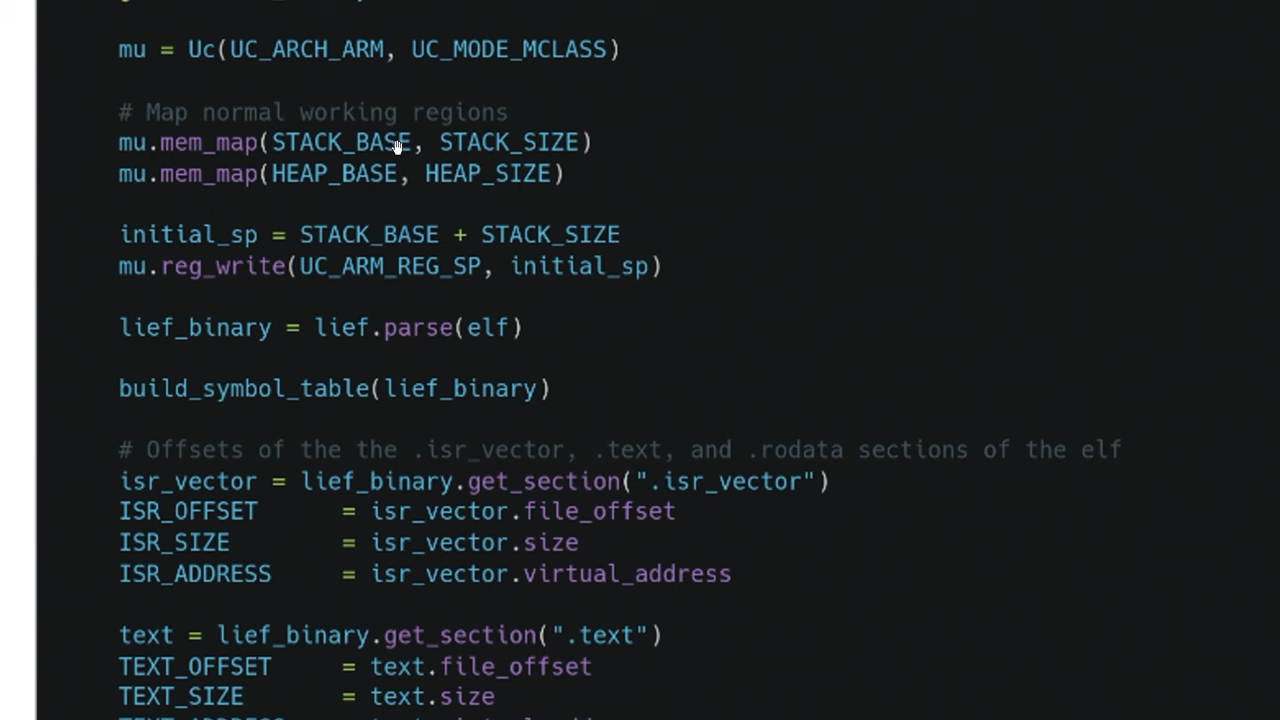 mu = Uc(UC_ARCH_ARM, UC_MODE_MCLASS)
# Map normal working regions
mu.mem_map(STACK_BASE, STACK_SIZE)
mu.mem_map(HEAP_BASE, HEAP_SIZE)
initial_sp = STACK_BASE + STACK_SIZE
mu.reg_write(UC_ARM_REG_SP, initial_sp)
lief_binary = lief.parse(elf)
build_symbol_table(lief_binary)
# Offsets of the the .isr_vector, .text, and .rodata sections of the elf
isr_vector = lief_binary.get_section(".isr_vector")
ISR_OFFSET = isr_vector.file_offset
ISR_SIZE = isr_vector.size
ISR_ADDRESS = isr_vector.virtual_address
text = lief_binary.get_section(".text")
TEXT_OFFSET = text.file_offset
TEXT_SIZE = text.size